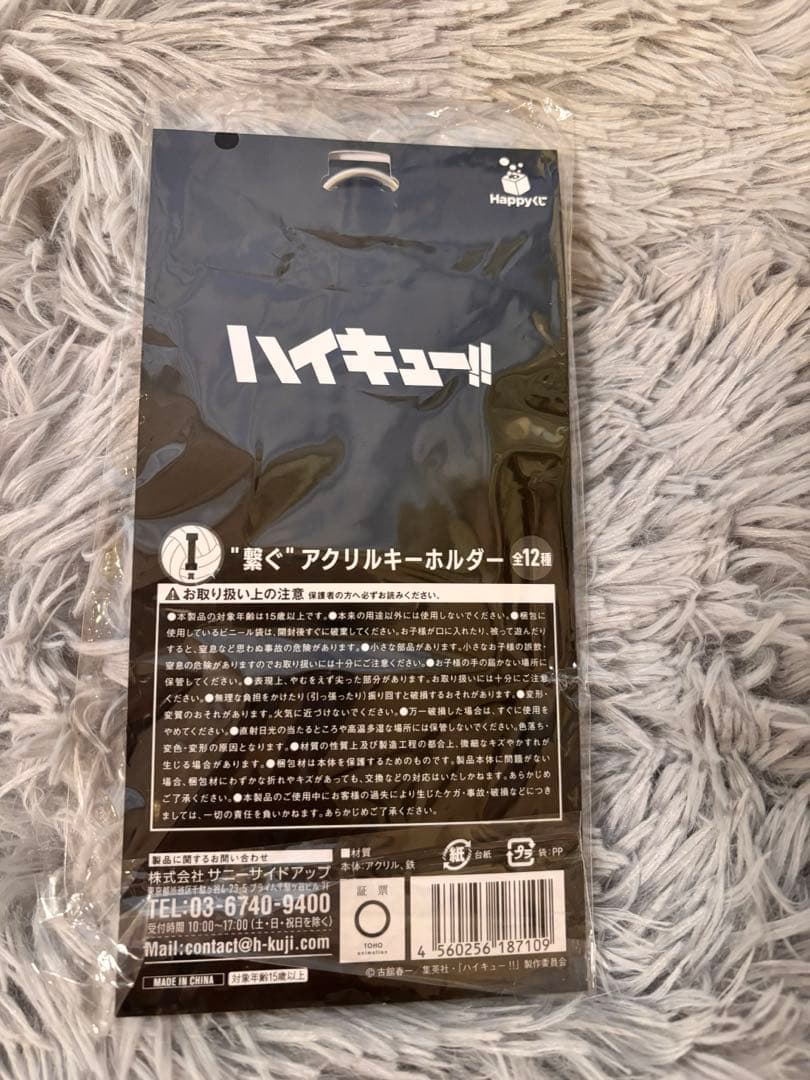 Happyくじ
ハイキュー!!
I賞
"繋ぐ" アクリルキーホルダー 全12種
お取り扱い上の注意 保護者の方へ必ずお読みください。
●本製品の対象年齢は15歳以上です。●本来の用途以外には使用しないでください。●梱包に
使用しているビニール袋は、開封後すぐに破棄してください。お子様が口に入れたり、被って遊んだり
すると、窒息など思わぬ事故の危険があります。●小さな部品があります。小さなお子様の誤飲・
窒息の危険がありますのでお取り扱いには十分にご注意ください。●お子様の手の届かない場所に
保管してください。●表現上、やむをえず尖った部分があります。お取り扱いには十分にご注意
ください。●無理な負担をかけたり(引っ張ったり)振り回すと破損するおそれがあります。●変形・
変質のおそれがあります。火気に近づけないでください。●万一破損した場合は、すぐに使用を
やめてください。●直射日光の当たるところや高温多湿な場所には保管しないでください。色落ち・
変色・変形の原因となります。●材質の性質上及び製造工程の都合上、微細なキズやかすれが
生じる場合があります。●梱包材は本体を保護するためのものです。製品本体に問題がない
場合、梱包材にわずかな折れやキズがあっても、交換などの対応はいたしかねます。あらかじめ
ご了承ください。●本製品のご使用中にお客様の過失により生じたケガ・事故・破損などにつき
ましては、一切の責任を負いかねます。あらかじめご了承ください。
製品に関するお問い合わせ
株式会社 サニーサイドアップ
東京都渋谷区千駄ヶ谷4-23-5 プライム千駄ヶ谷ビル 7F
TEL:03-6740-9400
受付時間 10:00〜17:00 (土・日・祝日を除く)
Mail:contact@h-kuji.com
MADE IN CHINA
対象年齢15歳以上
■材質
本体:アクリル、鉄
紙 台紙
プラ 袋:PP
証票
TOHO
animation
4 560256 187109
©古舘春一/集英社・「ハイキュー!!」製作委員会